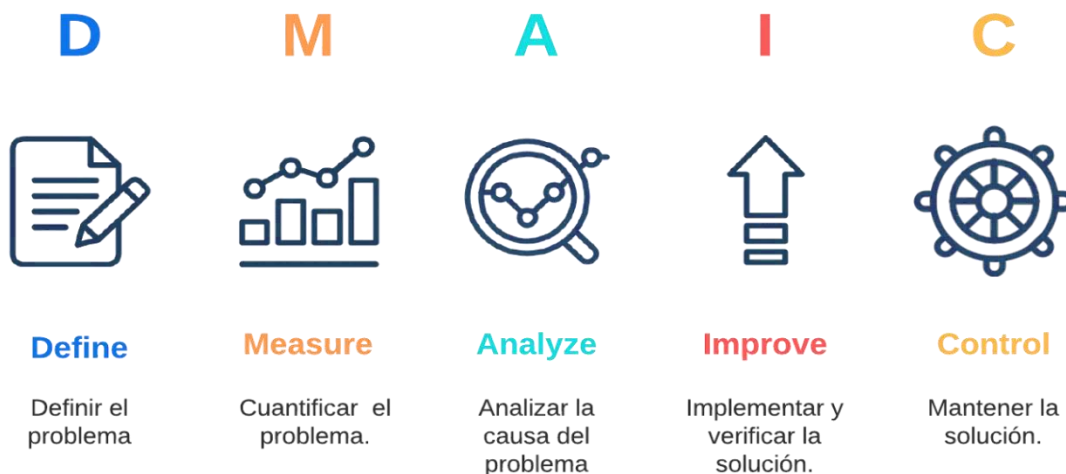 D M A I C
Define
Measure
Analyze
Improve
Control
Definir el
problema
Cuantificar el
problema.
Analizar la
causa del
problema
Implementar y
verificar la
solución.
Mantener la
solución.